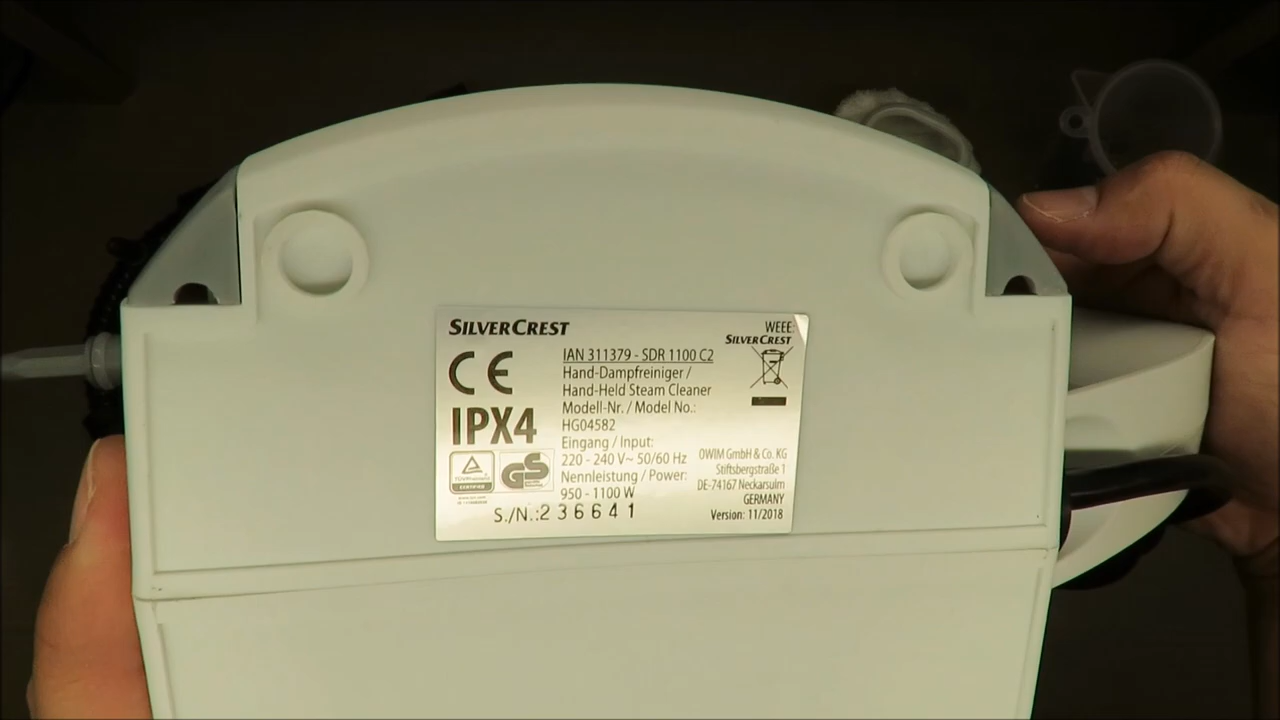 SILVERCREST
CE
IPX4
IAN 311379 - SDR 1100 C2
Hand-Dampfreiniger /
Hand-Held Steam Cleaner
Modell-Nr. / Model No.:
HG04582
Eingang / Input:
220 - 240 V~ 50/60 Hz
Nennleistung / Power:
950 - 1100 W
S./N.:236641
WEEE:
SILVERCREST
OWIM GmbH & Co. KG
Stiftsbergstraße 1
DE-74167 Neckarsulm
GERMANY
Version: 11/2018
TÜVRheinland
CERTIFIED
GS